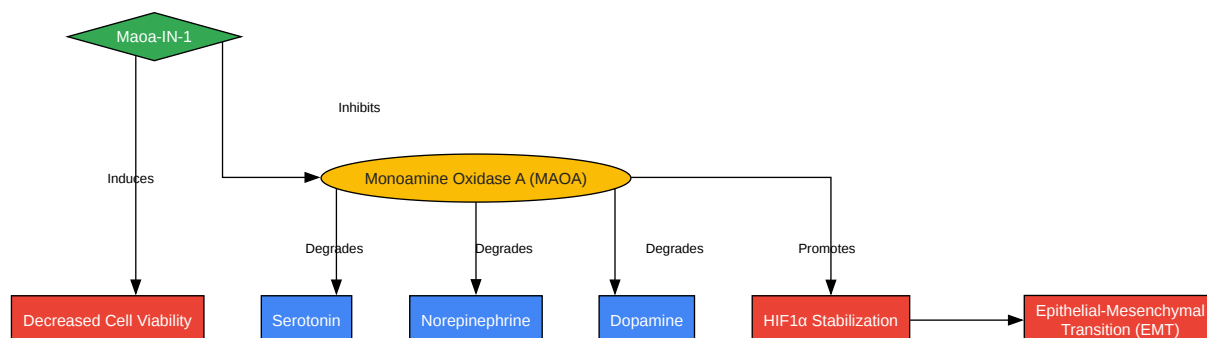 Maoa-IN-1
Inhibits
Monoamine Oxidase A (MAOA)
Induces
Degrades
Degrades
Degrades
Promotes
Decreased Cell Viability
Serotonin
Norepinephrine
Dopamine
HIF1α Stabilization
Epithelial-Mesenchymal
Transition (EMT)